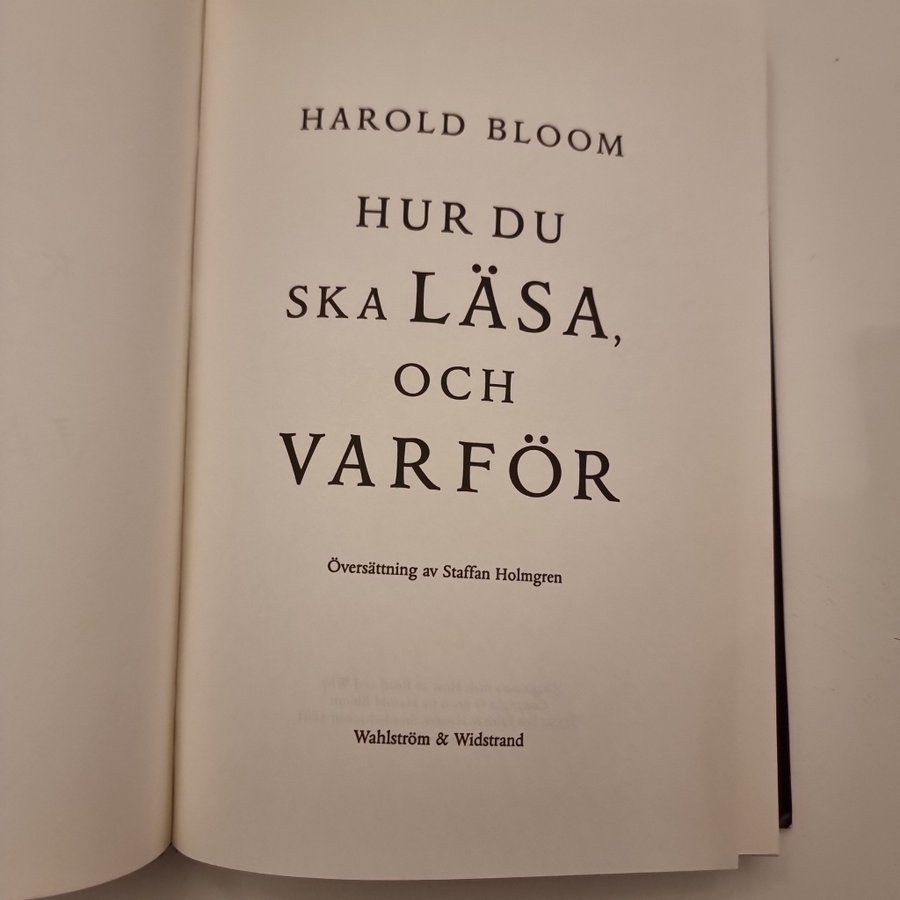 HAROLD BLOOM
HUR DU
SKA LÄSA,
OCH
VARFÖR
Översättning av Staffan Holmgren
Wahlström & Widstrand